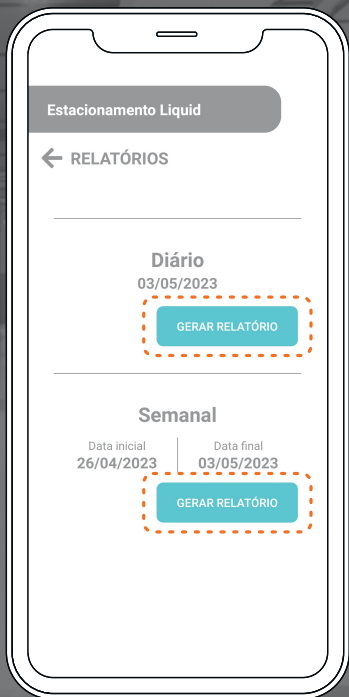 Estacionamento Liquid
RELATÓRIOS
Diário
03/05/2023
GERAR RELATÓRIO
Semanal
Data inicial
Data final
26/04/2023
03/05/2023
GERAR RELATÓRIO